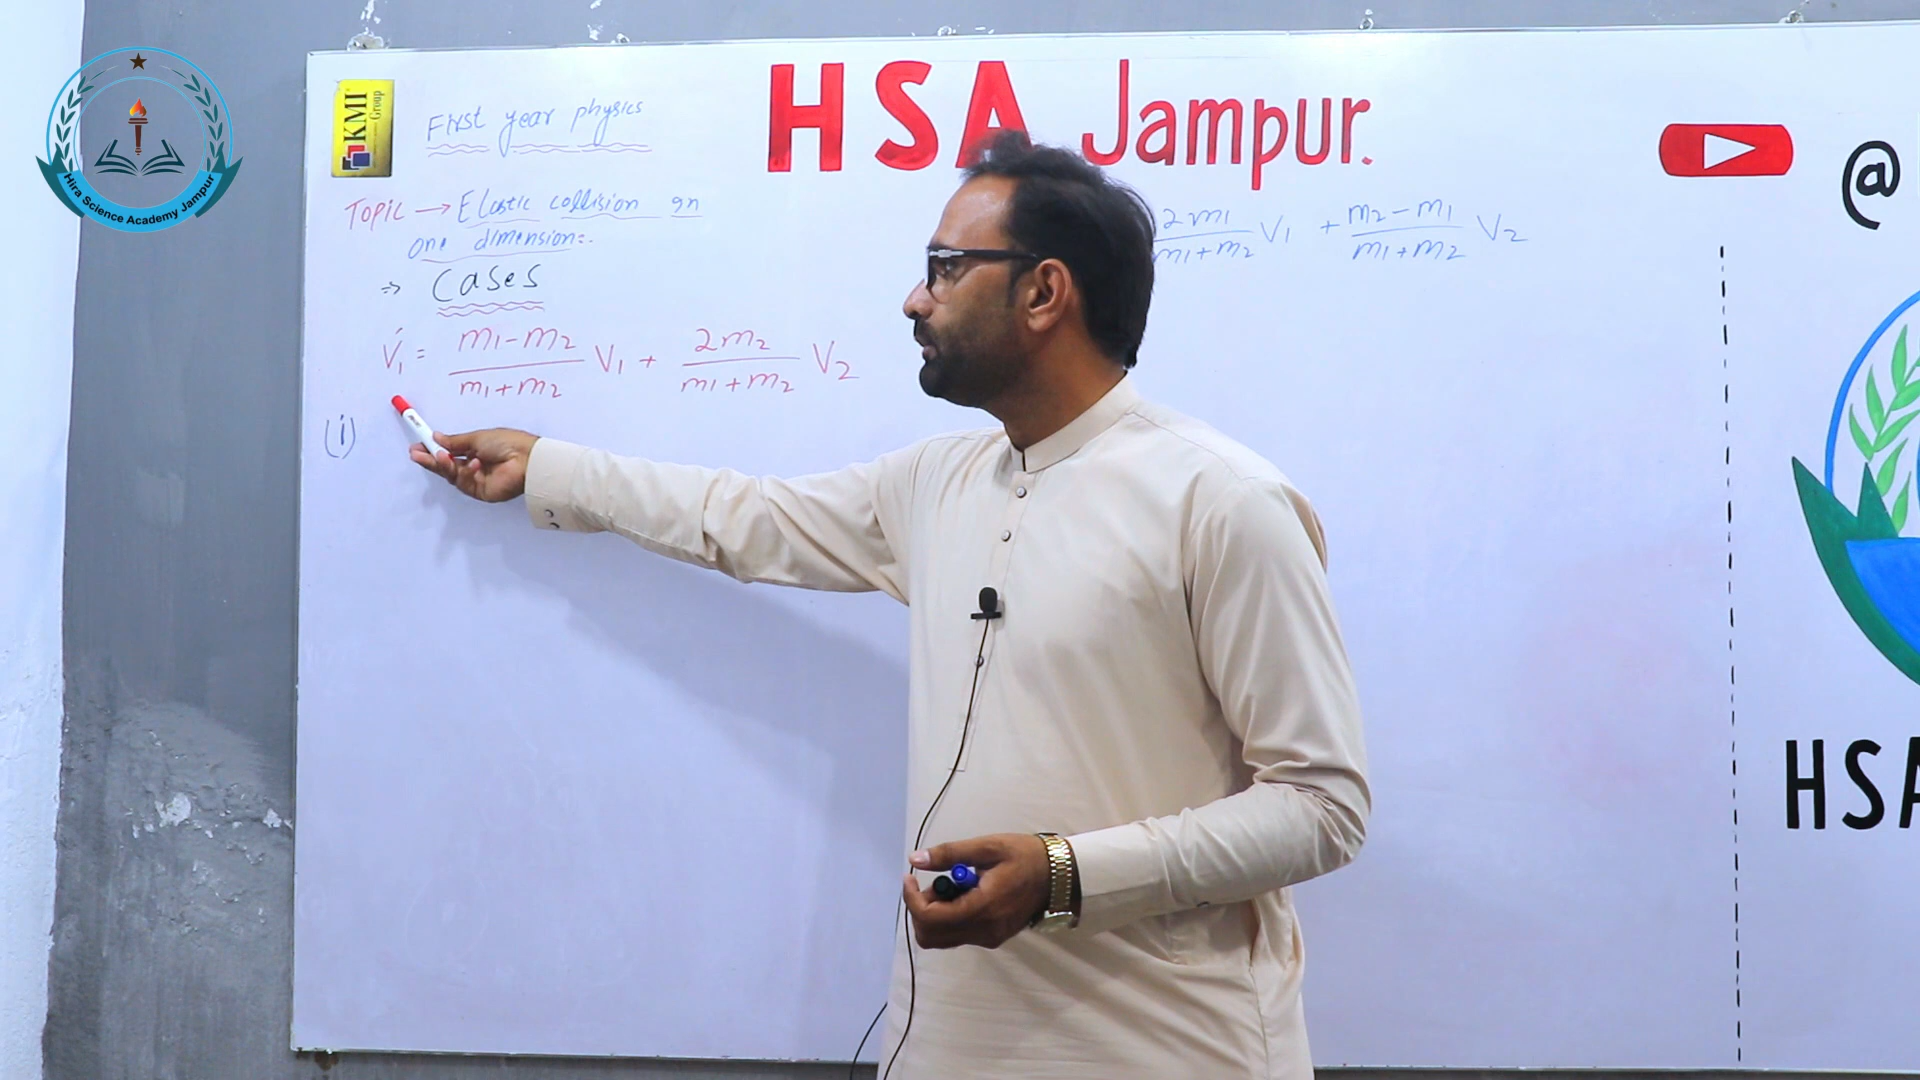 Hira Science Academy Jampur
KMI
Group
First year physics
HSA Jampur.
@
Topic → Elastic collision in
one dimension:-
⇒ Cases
V́₁ = m₁-m₂/m₁+m₂ V₁ + 2m₂/m₁+m₂ V₂
2m₁/m₁+m₂ V₁ + m₂-m₁/m₁+m₂ V₂
(i)
HSA